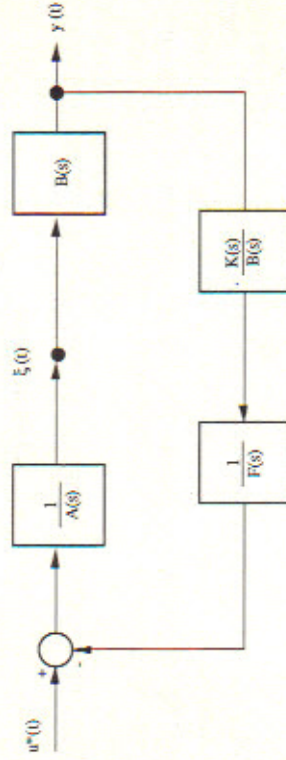 u*(t)
+
-
1
A(s)
ξ(t)
B(s)
y(t)
K(s)
B(s)
1
F(s)